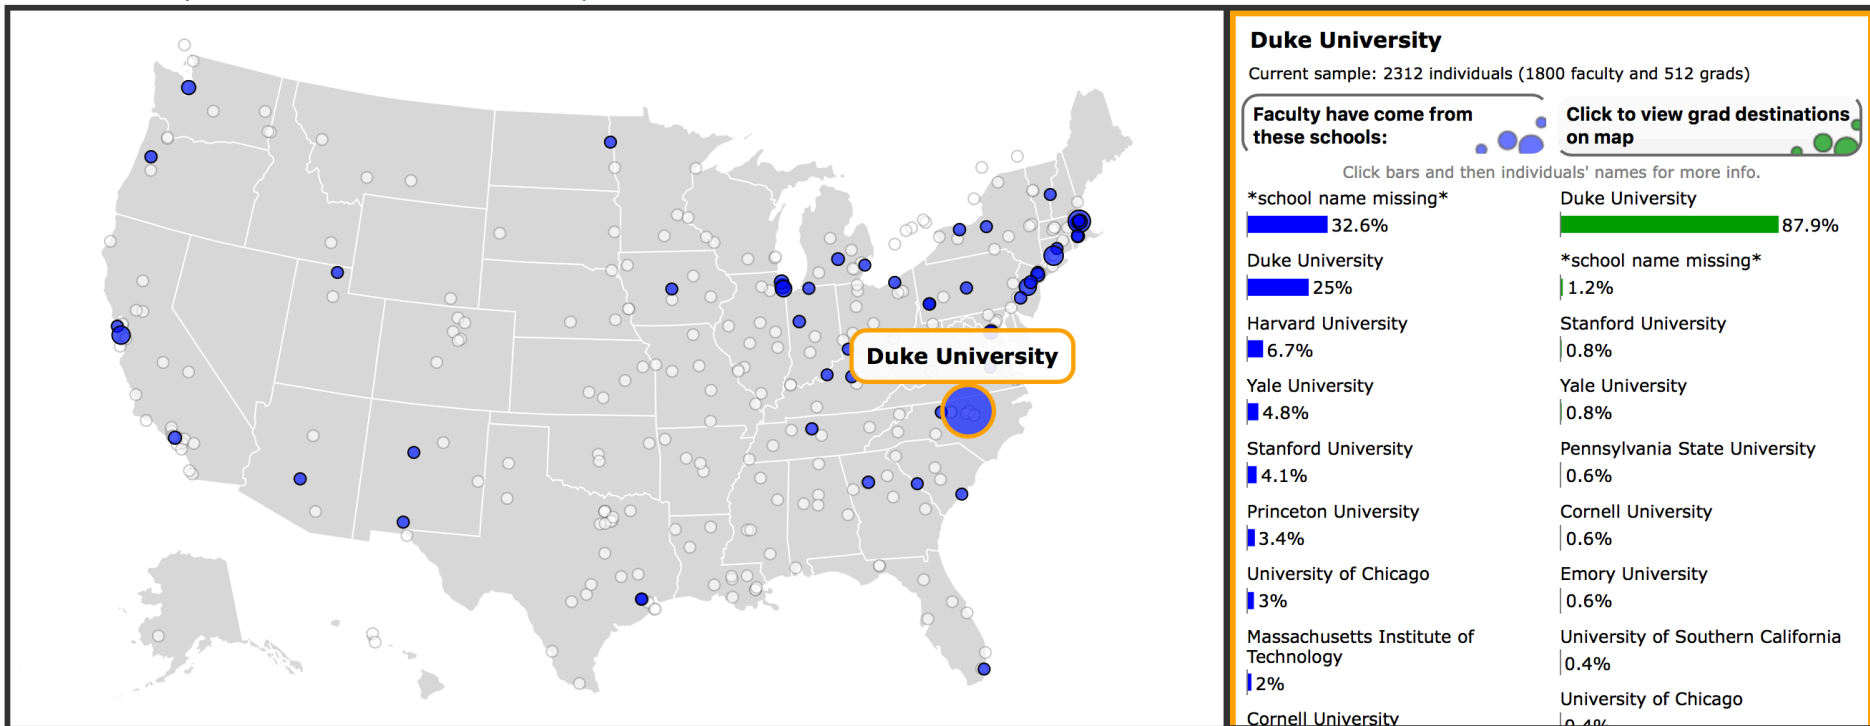 Duke University
Current sample: 2312 individuals (1800 faculty and 512 grads)
Faculty have come from
these schools:
Click to view grad destinations
on map
Click bars and then individuals' names for more info.
*school name missing*
32.6%
Duke University
25%
Harvard University
6.7%
Yale University
4.8%
Stanford University
4.1%
Princeton University
3.4%
University of Chicago
3%
Massachusetts Institute of
Technology
2%
Cornell University
Duke University
87.9%
*school name missing*
1.2%
Stanford University
0.8%
Yale University
0.8%
Pennsylvania State University
0.6%
Cornell University
0.6%
Emory University
0.6%
University of Southern California
0.4%
University of Chicago
0.4%
Duke University